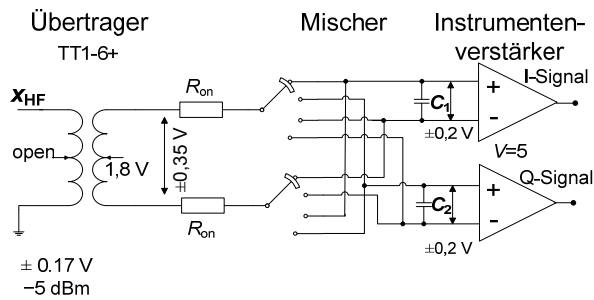 Übertrager
TT1-6+
Mischer
Instrumenten-
verstärker
x_HF
open
1,8 V
R_on
±0,35 V
R_on
C_1
±0,2 V
I-Signal
+
-
V=5
Q-Signal
C_2
±0,2 V
+
-
± 0.17 V
−5 dBm